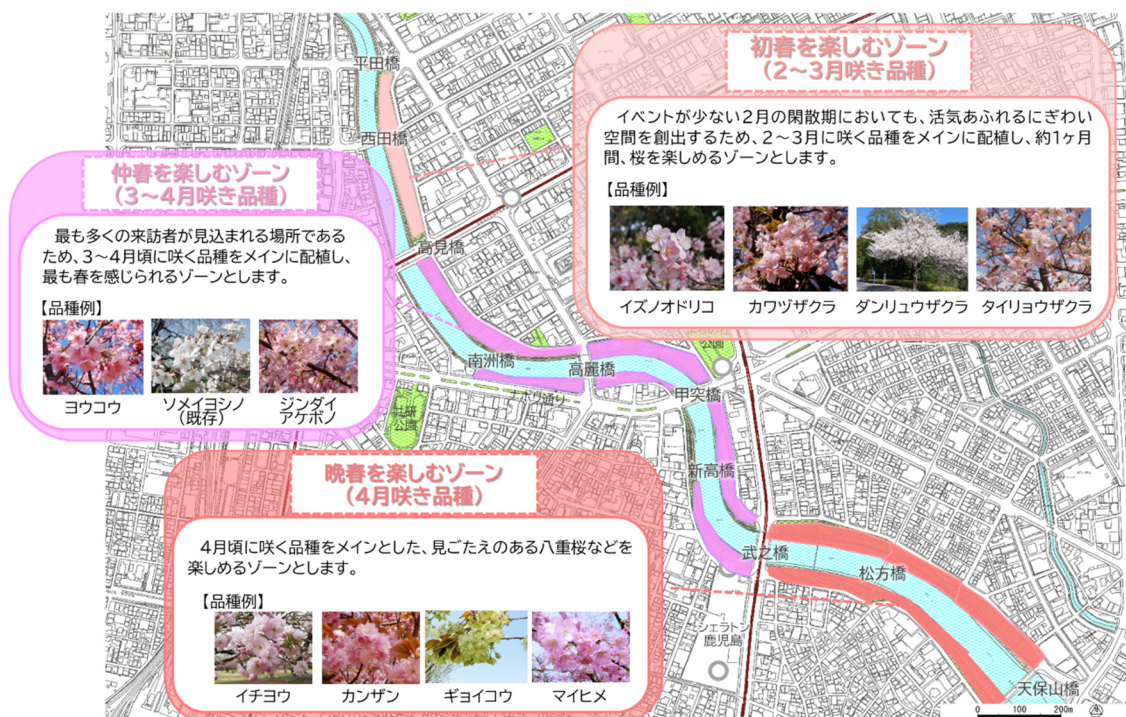 初春を楽しむゾーン
(2～3月咲き品種)
イベントが少ない2月の閑散期においても、活気あふれるにぎわい
空間を創出するため、2～3月に咲く品種をメインに配植し、約1ヶ月
間、桜を楽しめるゾーンとします。
【品種例】
イズノオドリコ
カワヅザクラ
ダンリュウザクラ
タイリョウザクラ
仲春を楽しむゾーン
(3～4月咲き品種)
最も多くの来訪者が見込まれる場所である
ため、3～4月頃に咲く品種をメインに配植し、
最も春を感じられるゾーンとします。
【品種例】
ヨウコウ
ソメイヨシノ
(既存)
ジンダイ
アケボノ
晩春を楽しむゾーン
(4月咲き品種)
4月頃に咲く品種をメインとした、見ごたえのある八重桜などを
楽しめるゾーンとします。
【品種例】
イチヨウ
カンザン
ギョイコウ
マイヒメ
平田橋
西田橋
高見橋
南洲橋
高麗橋
公園
甲突橋
ナポリ通り
共研
公園
新高橋
武之橋
松方橋
シェラトン
鹿児島
天保山橋
0 100 200m